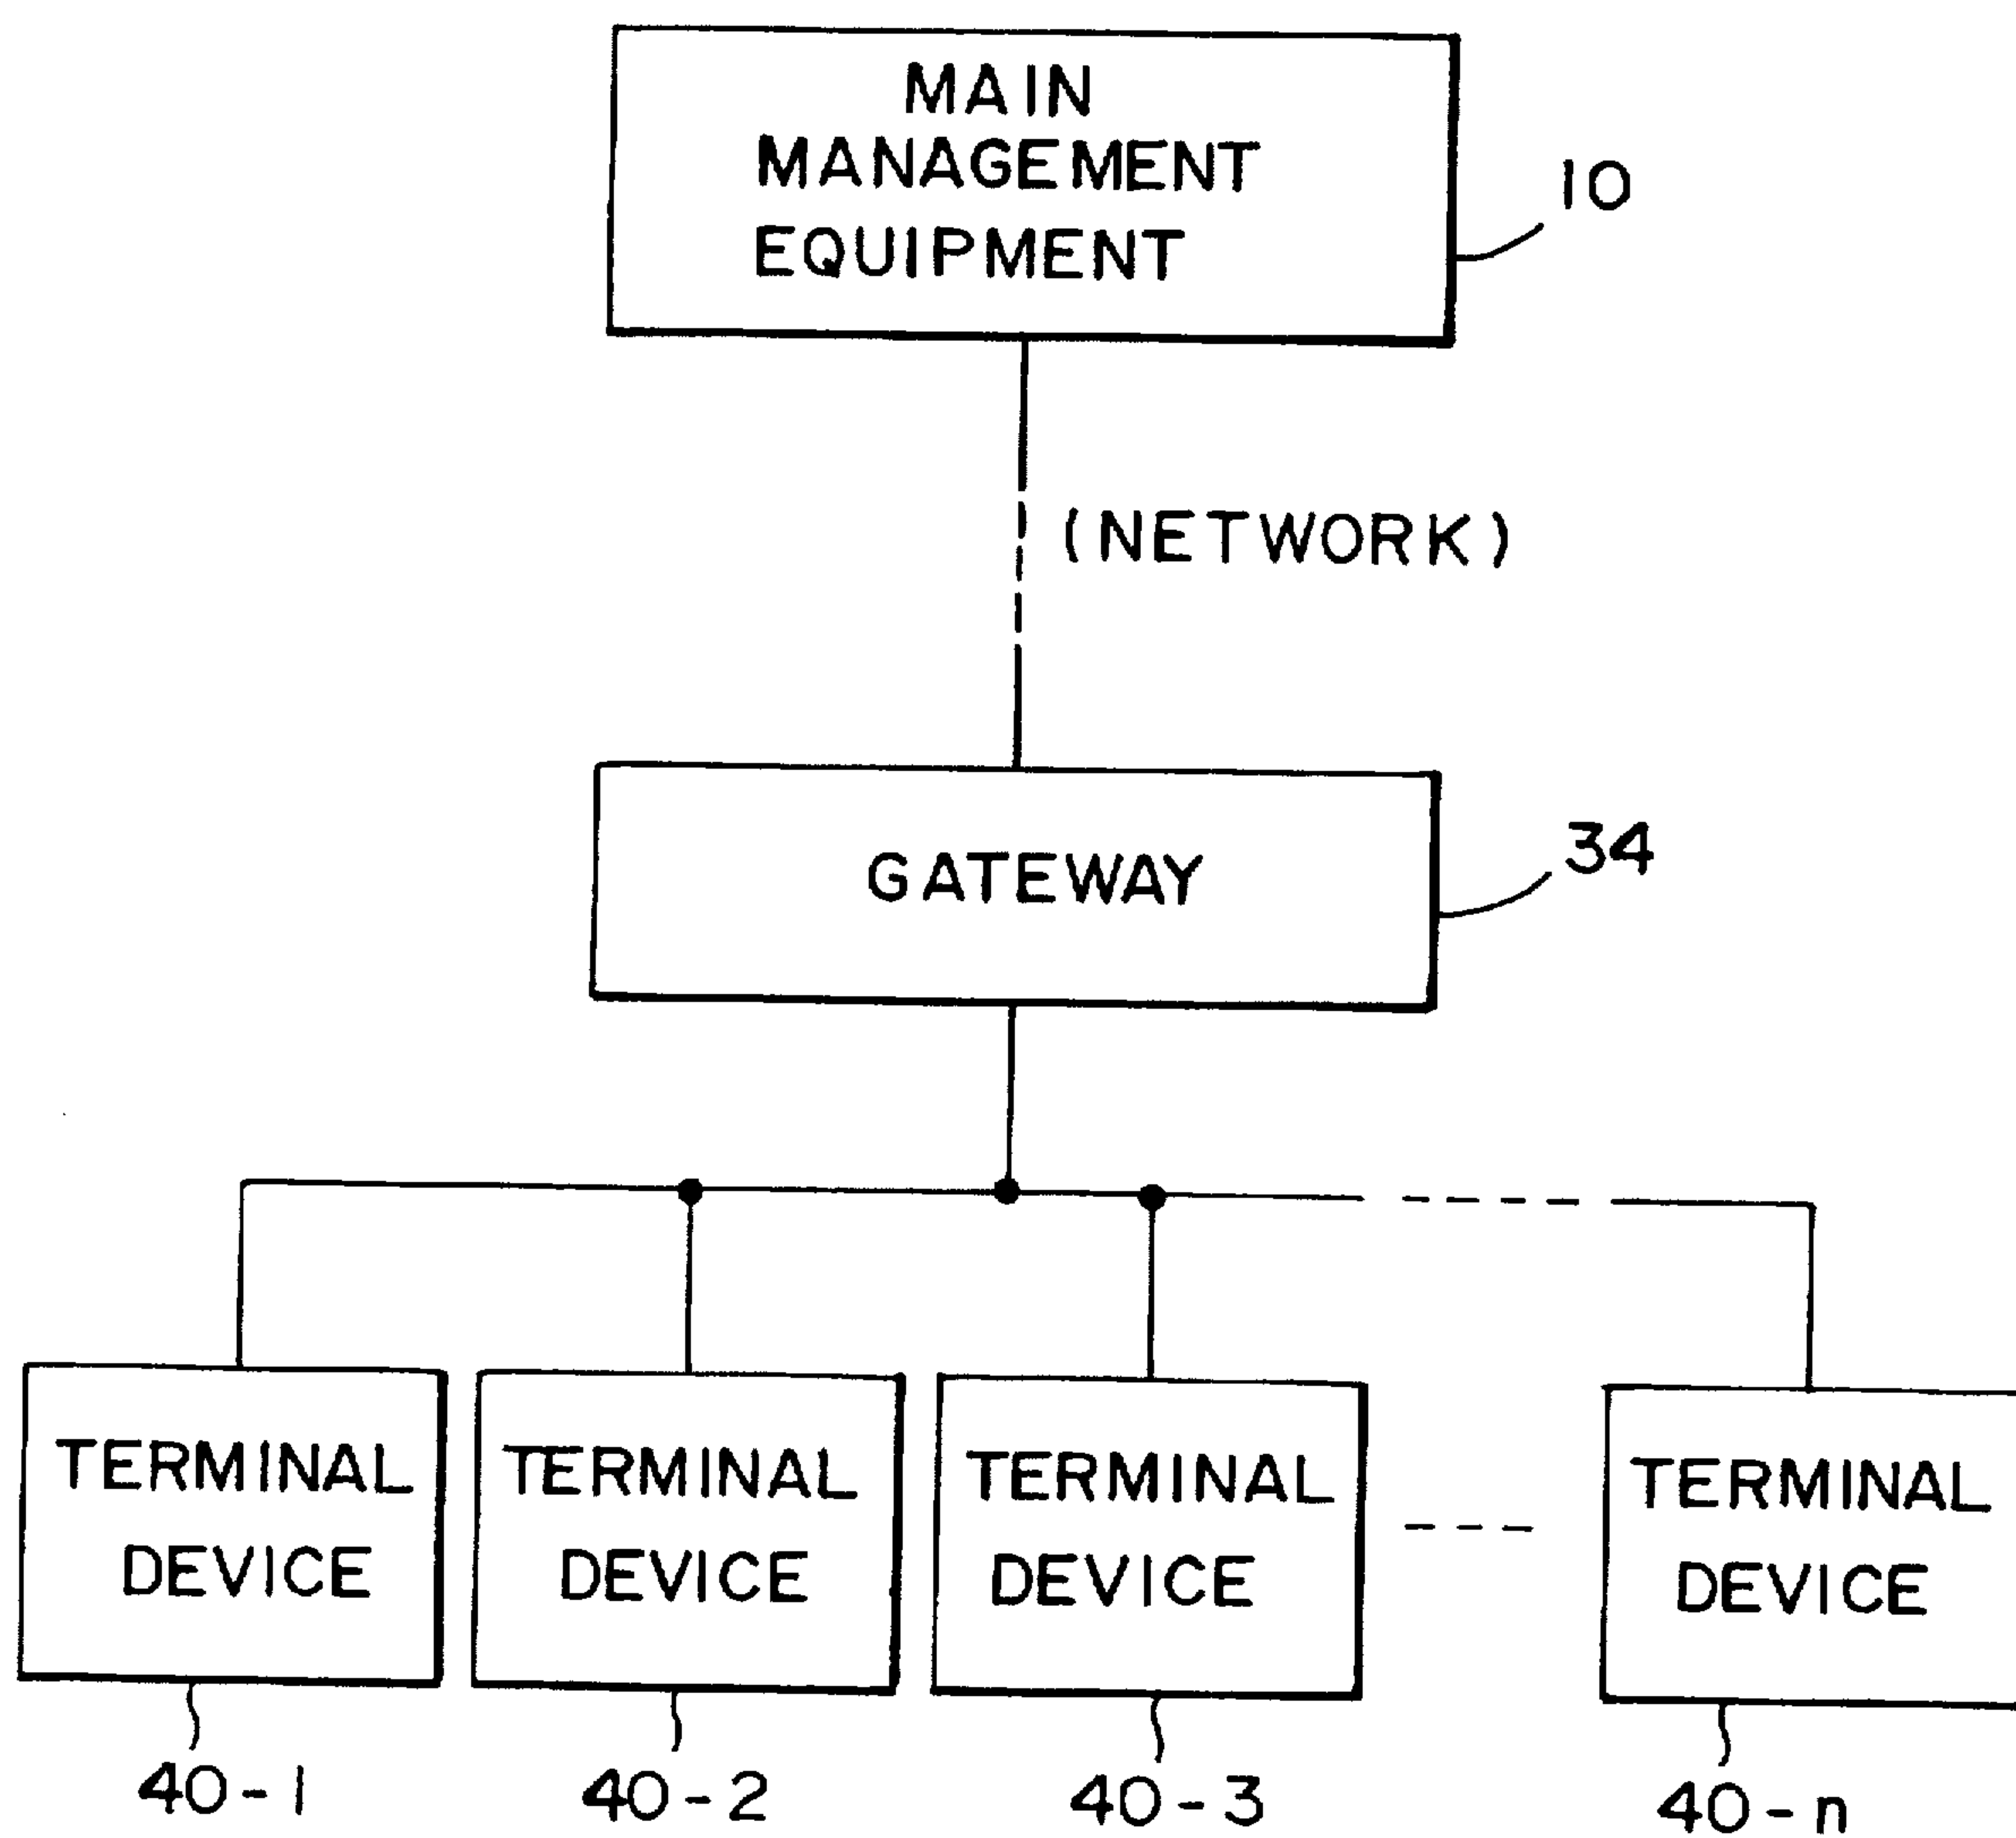 MAIN
MANAGEMENT
EQUIPMENT
10
(NETWORK)
GATEWAY
34
TERMINAL
DEVICE
TERMINAL
DEVICE
TERMINAL
DEVICE
TERMINAL
DEVICE
40-1
40-2
40-3
40-n